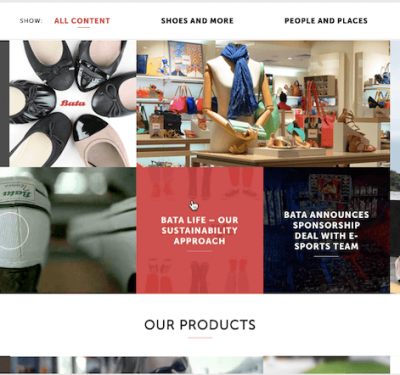 SHOW: ALL CONTENT SHOES AND MORE PEOPLE AND PLACES
Bata
Bata
BATA LIFE – OUR
SUSTAINABILITY
APPROACH
BATA ANNOUNCES
SPONSORSHIP
DEAL WITH E-
SPORTS TEAM
OUR PRODUCTS